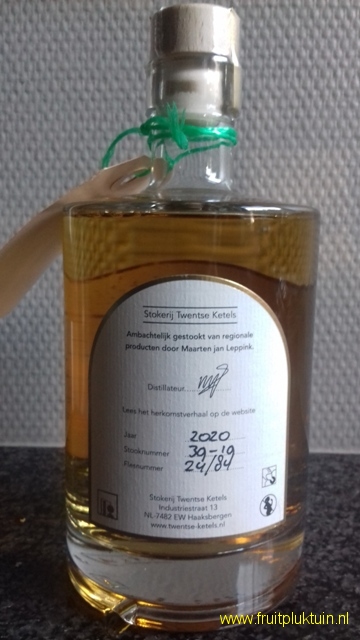 Stokerij Twentse Ketels
Ambachtelijk gestookt van regionale
producten door Maarten jan Leppink.
Distillateur
Lees het herkomstverhaal op de website
Jaar 2020
Stooknummer 39-19
Flesnummer 24/84
Stokerij Twentse Ketels
Industriestraat 13
NL-7482 EW Haaksbergen
www.twentse-ketels.nl
www.fruitpluktuin.nl